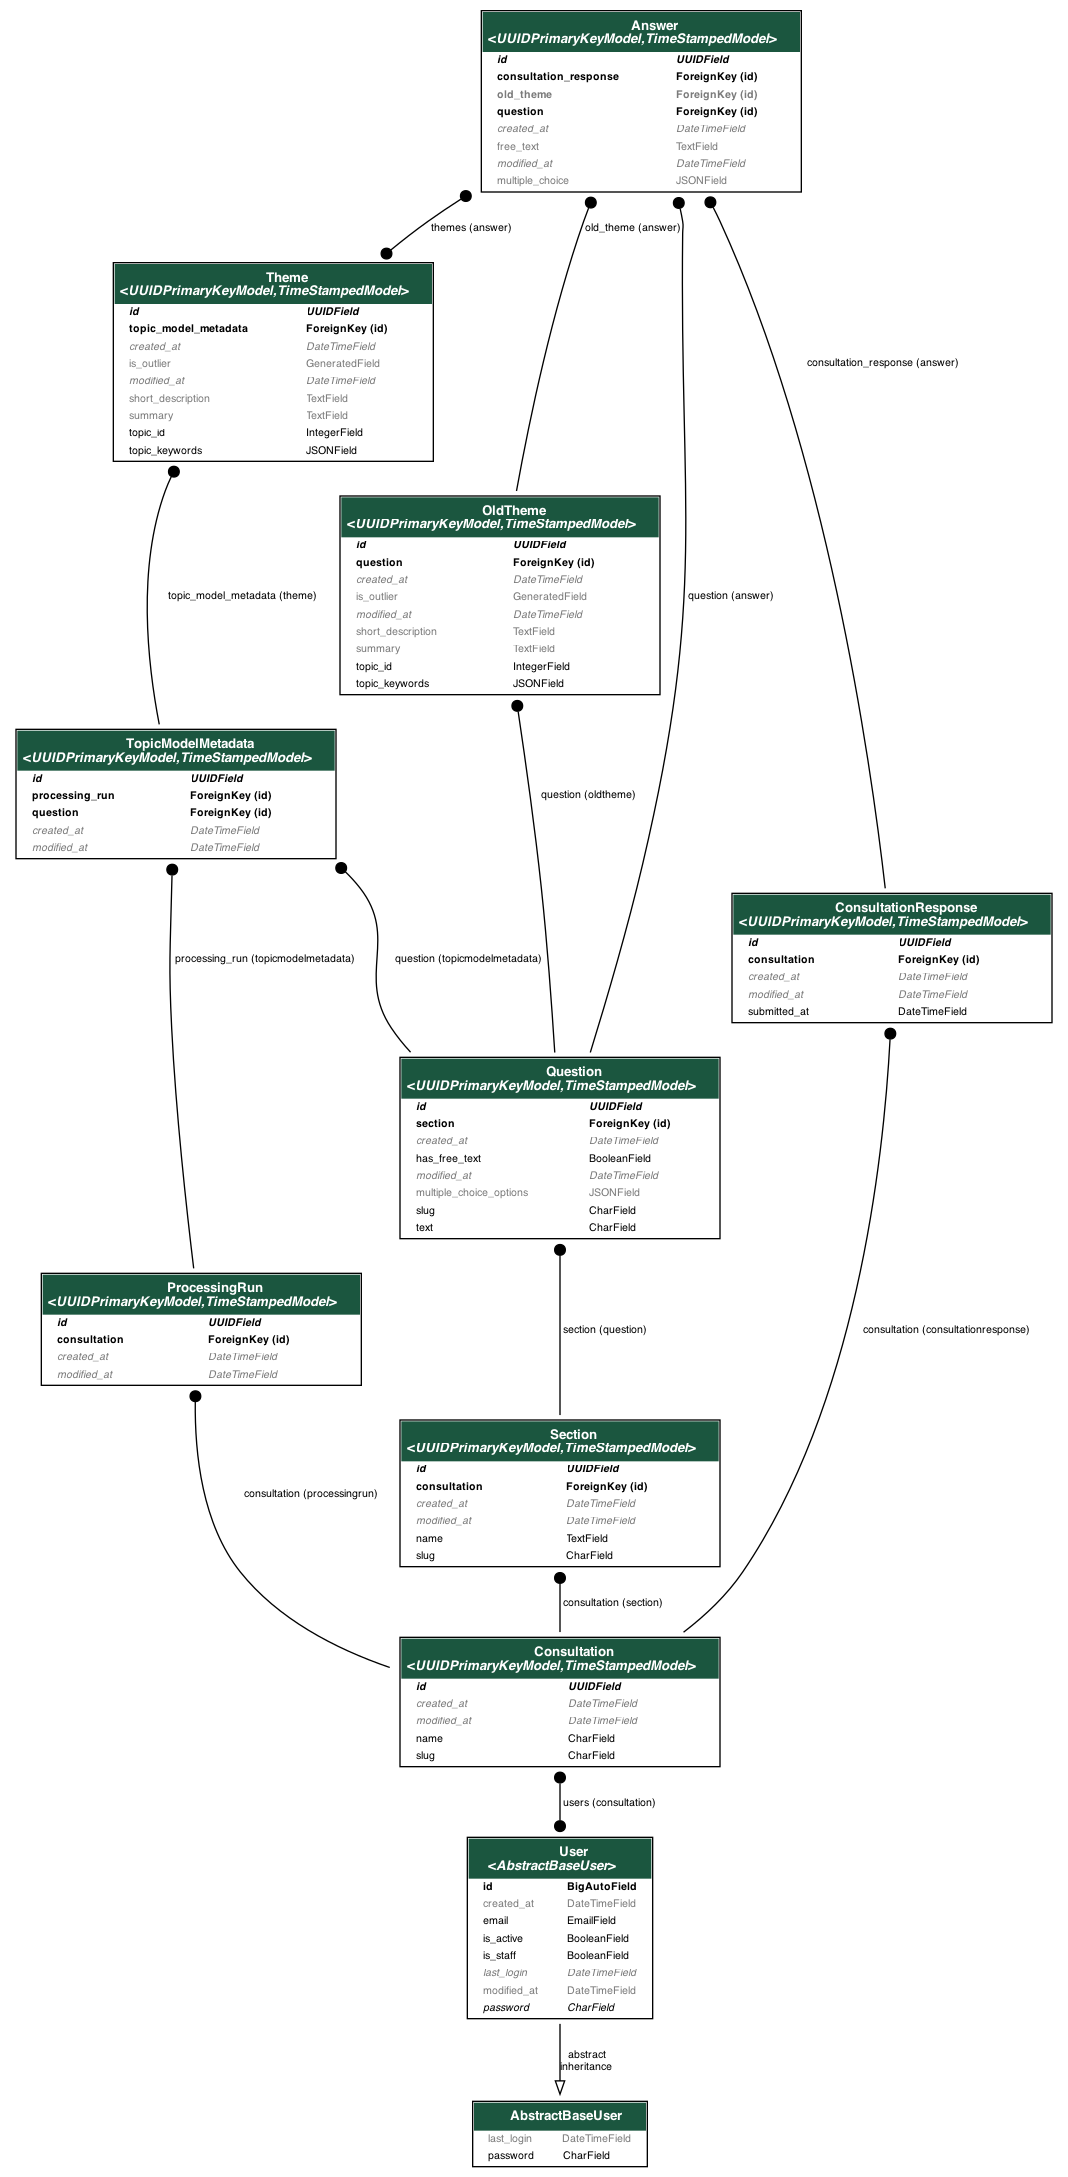 Answer
<UUIDPrimaryKeyModel,TimeStampedModel>
id UUIDField
consultation_response ForeignKey (id)
old_theme ForeignKey (id)
question ForeignKey (id)
created_at DateTimeField
free_text TextField
modified_at DateTimeField
multiple_choice JSONField
themes (answer)
old_theme (answer)
Theme
<UUIDPrimaryKeyModel,TimeStampedModel>
id UUIDField
topic_model_metadata ForeignKey (id)
created_at DateTimeField
is_outlier GeneratedField
modified_at DateTimeField
short_description TextField
summary TextField
topic_id IntegerField
topic_keywords JSONField
consultation_response (answer)
OldTheme
<UUIDPrimaryKeyModel,TimeStampedModel>
id UUIDField
question ForeignKey (id)
created_at DateTimeField
is_outlier GeneratedField
modified_at DateTimeField
short_description TextField
summary TextField
topic_id IntegerField
topic_keywords JSONField
topic_model_metadata (theme)
question (answer)
TopicModelMetadata
<UUIDPrimaryKeyModel,TimeStampedModel>
id UUIDField
processing_run ForeignKey (id)
question ForeignKey (id)
created_at DateTimeField
modified_at DateTimeField
question (oldtheme)
ConsultationResponse
<UUIDPrimaryKeyModel,TimeStampedModel>
id UUIDField
consultation ForeignKey (id)
created_at DateTimeField
modified_at DateTimeField
submitted_at DateTimeField
processing_run (topicmodelmetadata)
question (topicmodelmetadata)
Question
<UUIDPrimaryKeyModel,TimeStampedModel>
id UUIDField
section ForeignKey (id)
created_at DateTimeField
has_free_text BooleanField
modified_at DateTimeField
multiple_choice_options JSONField
slug CharField
text CharField
ProcessingRun
<UUIDPrimaryKeyModel,TimeStampedModel>
id UUIDField
consultation ForeignKey (id)
created_at DateTimeField
modified_at DateTimeField
section (question)
consultation (consultationresponse)
Section
<UUIDPrimaryKeyModel,TimeStampedModel>
id UUIDField
consultation ForeignKey (id)
created_at DateTimeField
modified_at DateTimeField
name TextField
slug CharField
consultation (processingrun)
consultation (section)
Consultation
<UUIDPrimaryKeyModel,TimeStampedModel>
id UUIDField
created_at DateTimeField
modified_at DateTimeField
name CharField
slug CharField
users (consultation)
User
<AbstractBaseUser>
id BigAutoField
created_at DateTimeField
email EmailField
is_active BooleanField
is_staff BooleanField
last_login DateTimeField
modified_at DateTimeField
password CharField
abstract
inheritance
AbstractBaseUser
last_login DateTimeField
password CharField